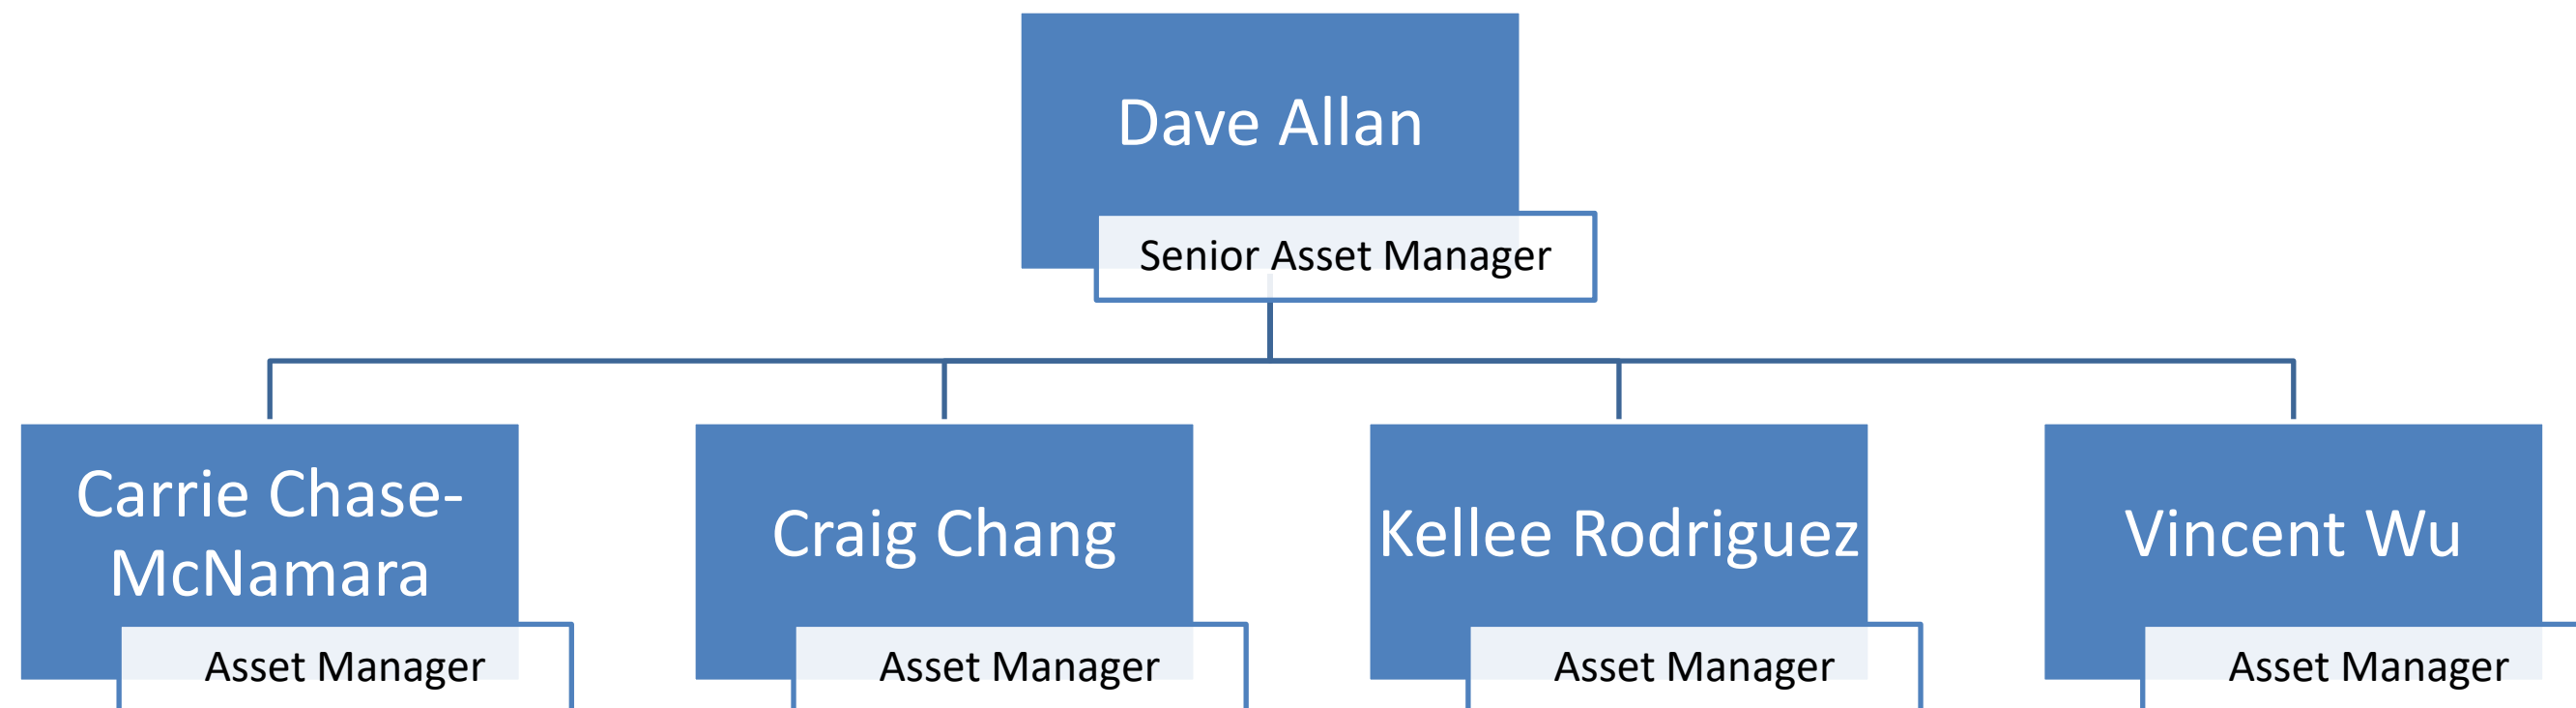 Dave Allan
Senior Asset Manager
Carrie Chase-
McNamara
Asset Manager
Craig Chang
Asset Manager
Kellee Rodriguez
Asset Manager
Vincent Wu
Asset Manager